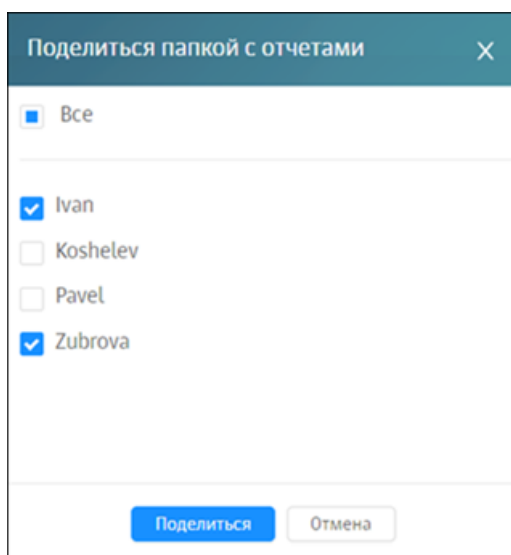 Поделиться папкой с отчетами
Все
Ivan
Koshelev
Pavel
Zubrova
Поделиться
Отмена